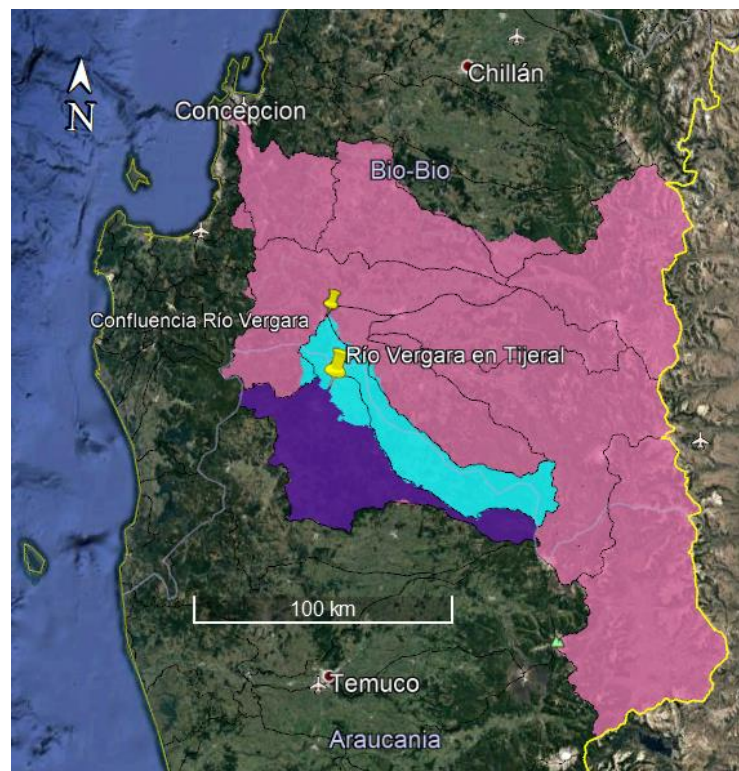 Chillán
N
Concepcion
Bio-Bio
Confluencia Río Vergara
Río Vergara en Tijeral
100 km
Temuco
Araucania